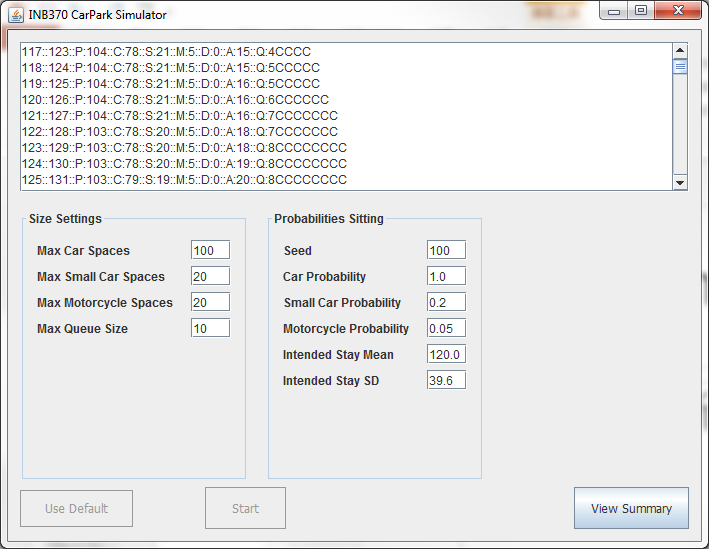 INB370 CarPark Simulator
117::123::P:104::C:78::S:21::M:5::D:0::A:15::Q:4CCCC
118::124::P:104::C:78::S:21::M:5::D:0::A:15::Q:5CCCCC
119::125::P:104::C:78::S:21::M:5::D:0::A:16::Q:5CCCCC
120::126::P:104::C:78::S:21::M:5::D:0::A:16::Q:6CCCCCC
121::127::P:104::C:78::S:21::M:5::D:0::A:16::Q:7CCCCCCC
122::128::P:103::C:78::S:20::M:5::D:0::A:18::Q:7CCCCCCC
123::129::P:103::C:78::S:20::M:5::D:0::A:18::Q:8CCCCCCCC
124::130::P:103::C:78::S:20::M:5::D:0::A:19::Q:8CCCCCCCC
125::131::P:103::C:79::S:19::M:5::D:0::A:20::Q:8CCCCCCCC
Size Settings
Max Car Spaces 100
Max Small Car Spaces 20
Max Motorcycle Spaces 20
Max Queue Size 10
Probabilities Sitting
Seed 100
Car Probability 1.0
Small Car Probability 0.2
Motorcycle Probability 0.05
Intended Stay Mean 120.0
Intended Stay SD 39.6
Use Default
Start
View Summary